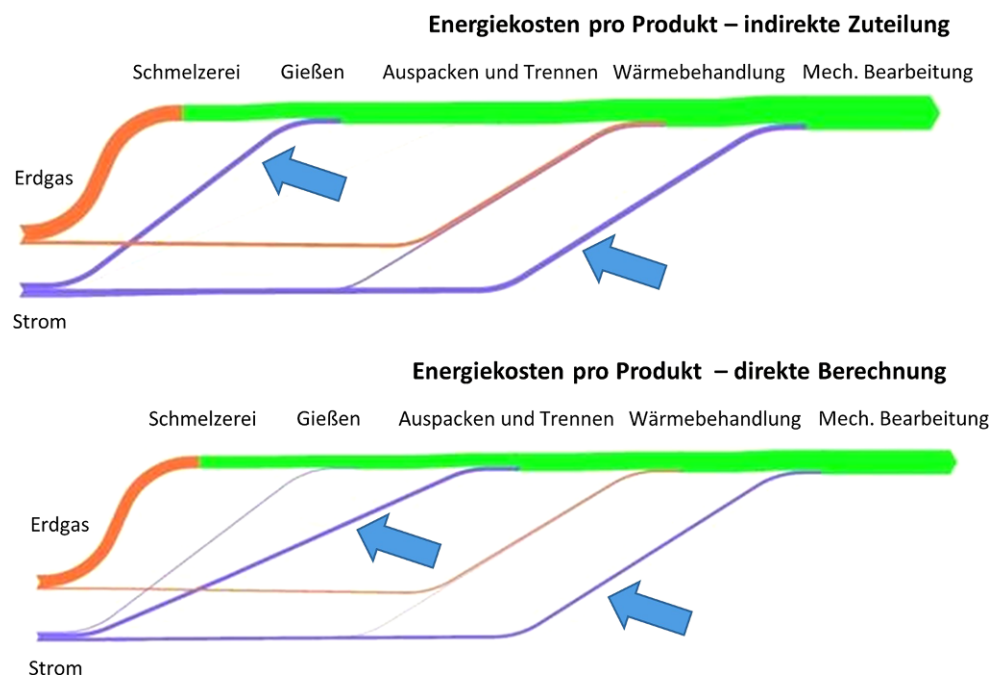 Energiekosten pro Produkt – indirekte Zuteilung
Schmelzerei Gießen Auspacken und Trennen Wärmebehandlung Mech. Bearbeitung
Erdgas
Strom
Energiekosten pro Produkt – direkte Berechnung
Schmelzerei Gießen Auspacken und Trennen Wärmebehandlung Mech. Bearbeitung
Erdgas
Strom